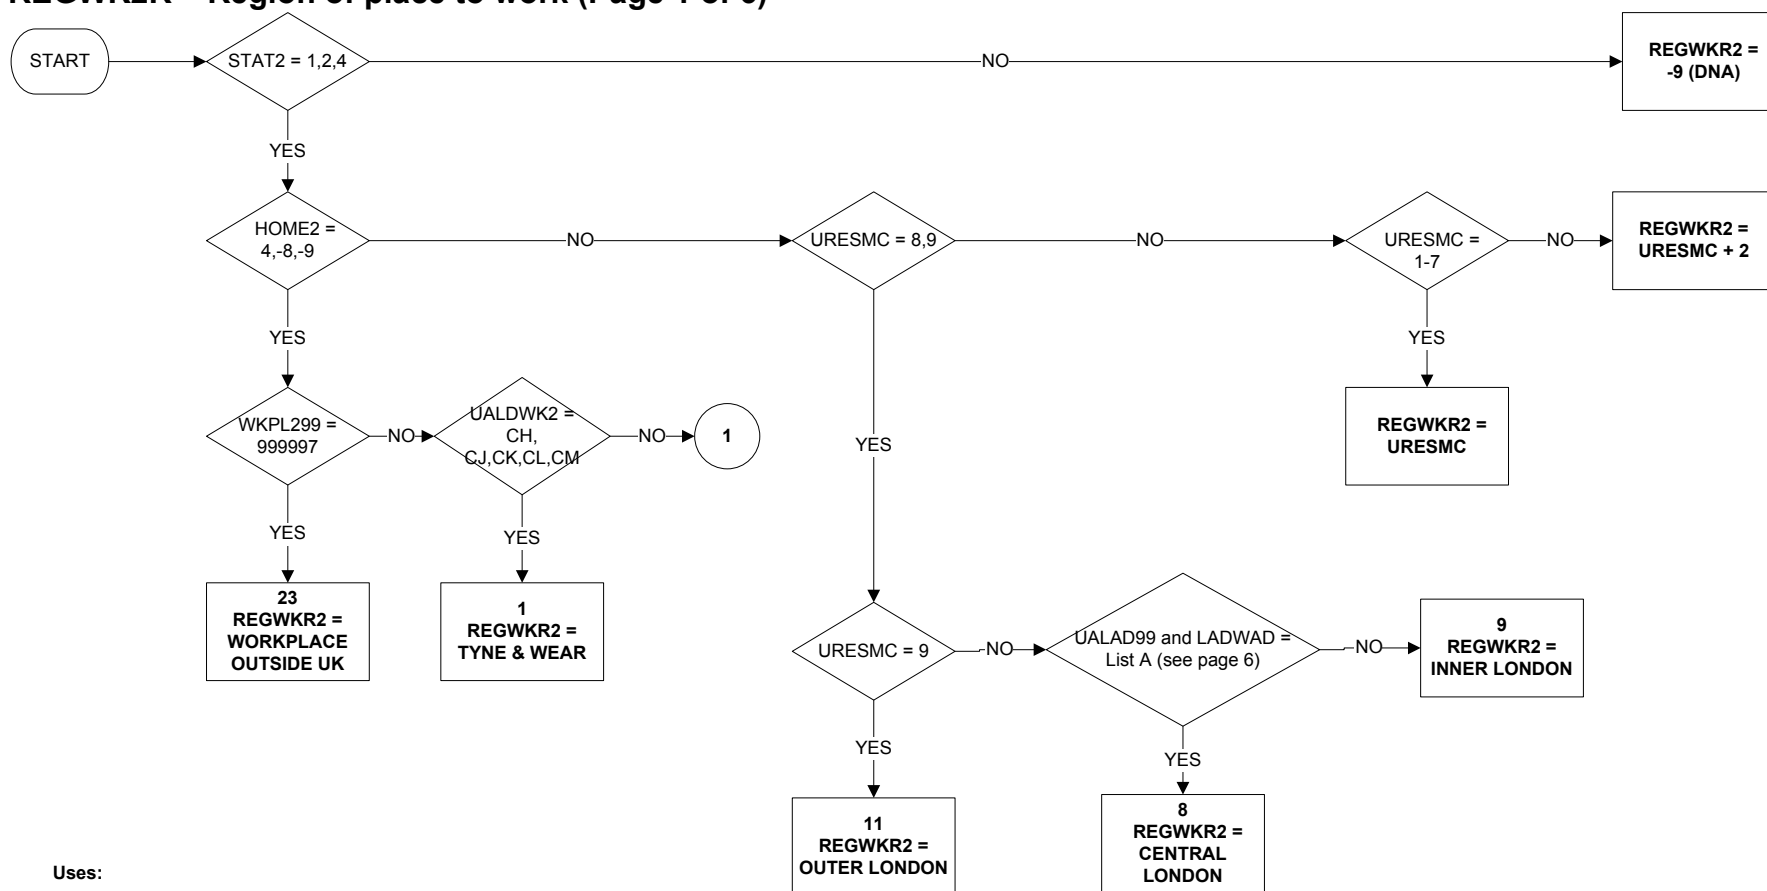 START
STAT2 = 1,2,4
NO
REGWKR2 =
-9 (DNA)
YES
HOME2 =
4,-8,-9
NO
URESMC = 8,9
NO
URESMC =
1-7
NO
REGWKR2 =
URESMC + 2
YES
YES
YES
REGWKR2 =
URESMC
WKPL299 =
999997
NO
UALDWK2 =
CH,
CJ,CK,CL,CM
NO
1
YES
YES
23
REGWKR2 =
WORKPLACE
OUTSIDE UK
1
REGWKR2 =
TYNE & WEAR
URESMC = 9
NO
UALAD99 and LADWAD =
List A (see page 6)
NO
9
REGWKR2 =
INNER LONDON
YES
YES
11
REGWKR2 =
OUTER LONDON
8
REGWKR2 =
CENTRAL
LONDON
Uses: